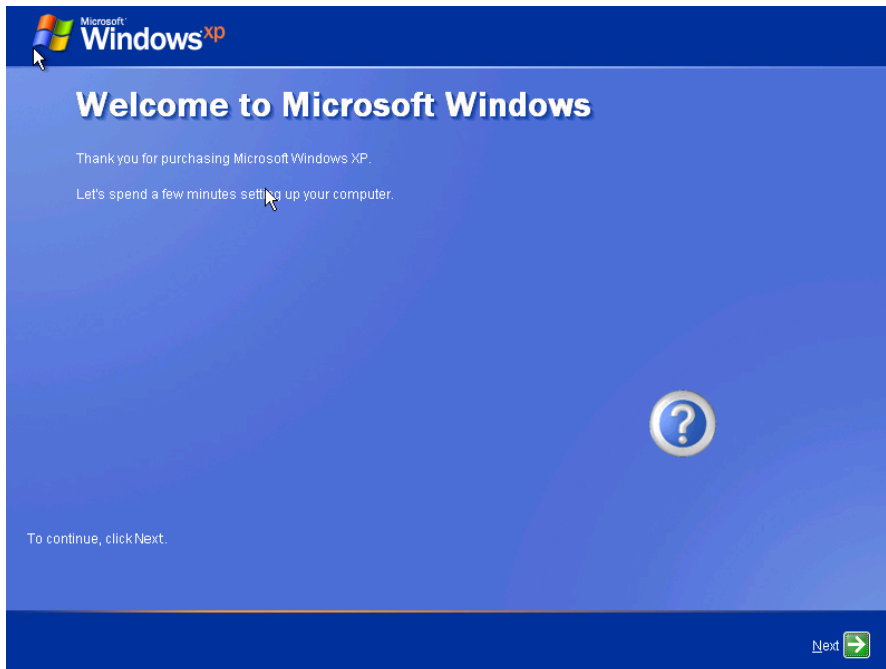 Microsoft
Windows xp
Welcome to Microsoft Windows
Thank you for purchasing Microsoft Windows XP.
Let's spend a few minutes setting up your computer.
?
To continue, click Next.
Next